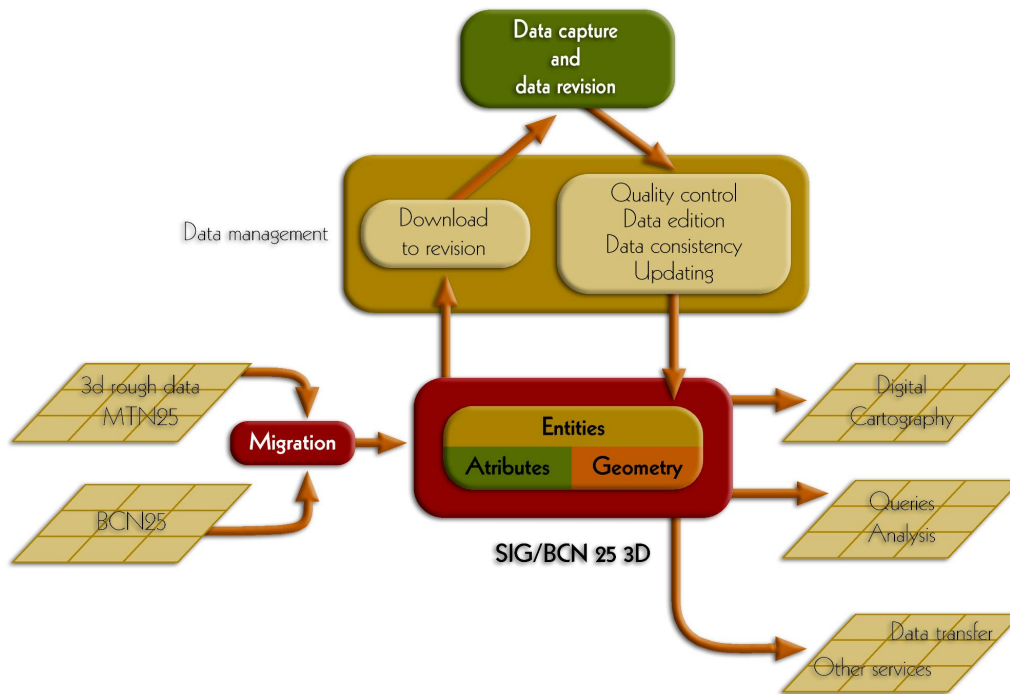 Data capture
and
data revision
Data management
Download
to revision
Quality control
Data edition
Data consistency
Updating
3d rough data
MTN25
Migration
BCN25
Entities
Atributes
Geometry
SIG/BCN 25 3D
Digital
Cartography
Queries
Analysis
Data transfer
Other services